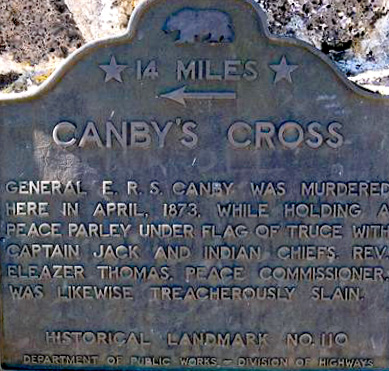 14 MILES
CANBY'S CROSS
GENERAL E. R. S. CANBY WAS MURDERED
HERE IN APRIL, 1873, WHILE HOLDING A
PEACE PARLEY UNDER FLAG OF TRUCE WITH
CAPTAIN JACK AND INDIAN CHIEFS. REV.
ELEAZER THOMAS, PEACE COMMISSIONER,
WAS LIKEWISE TREACHEROUSLY SLAIN.
HISTORICAL LANDMARK NO. 110
DEPARTMENT OF PUBLIC WORKS, — DIVISION OF HIGHWAYS